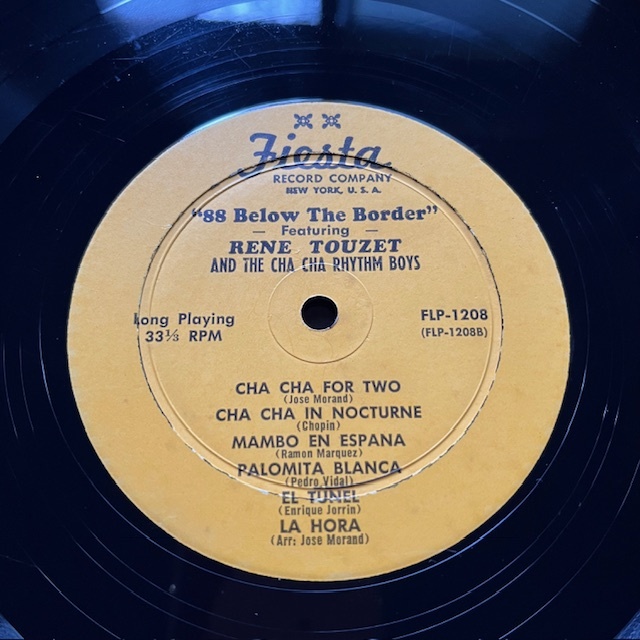 Fiesta
RECORD COMPANY
NEW YORK, U. S. A.
"88 Below The Border"
— Featuring —
RENE TOUZET
AND THE CHA CHA RHYTHM BOYS
Long Playing
33⅓ RPM
FLP-1208
(FLP-1208B)
CHA CHA FOR TWO
(Jose Morand)
CHA CHA IN NOCTURNE
(Chopin)
MAMBO EN ESPANA
(Ramon Marquez)
PALOMITA BLANCA
(Pedro Vidal)
EL TUNEL
(Enrique Jorrin)
LA HORA
(Arr: Jose Morand)